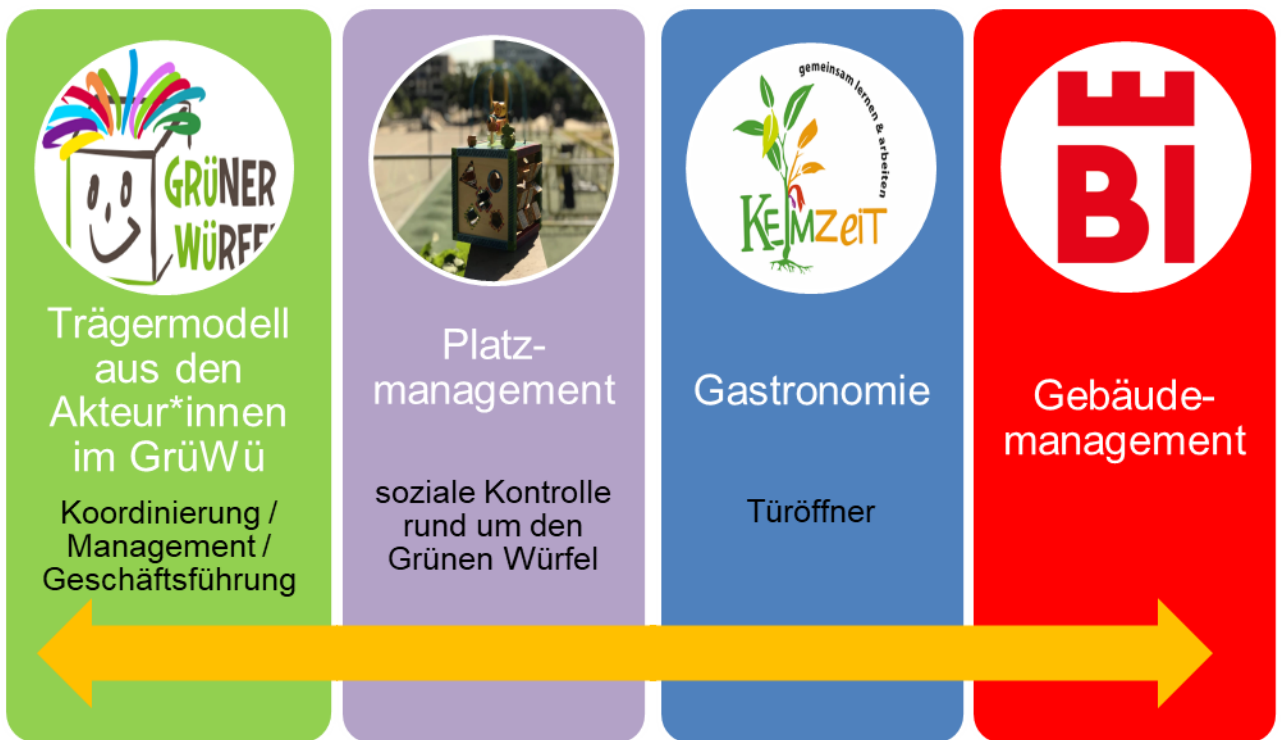 GRÜNER
WÜRFE
Trägermodell
aus den
Akteur*innen
im GrüWü
Koordinierung /
Management /
Geschäftsführung
Platz-
management
soziale Kontrolle
rund um den
Grünen Würfel
gemeinsam lernen & arbeiten
KEIMZEIT
Gastronomie
Türöffner
BI
Gebäude-
management